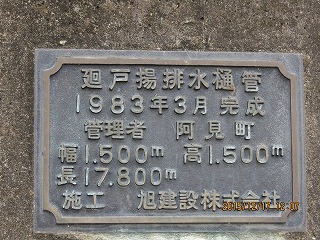 廻戸揚排水樋管
1983年3月完成
管理者 阿見町
幅1.500m 高1.500m
長17.800m
施工 旭建設株式会社